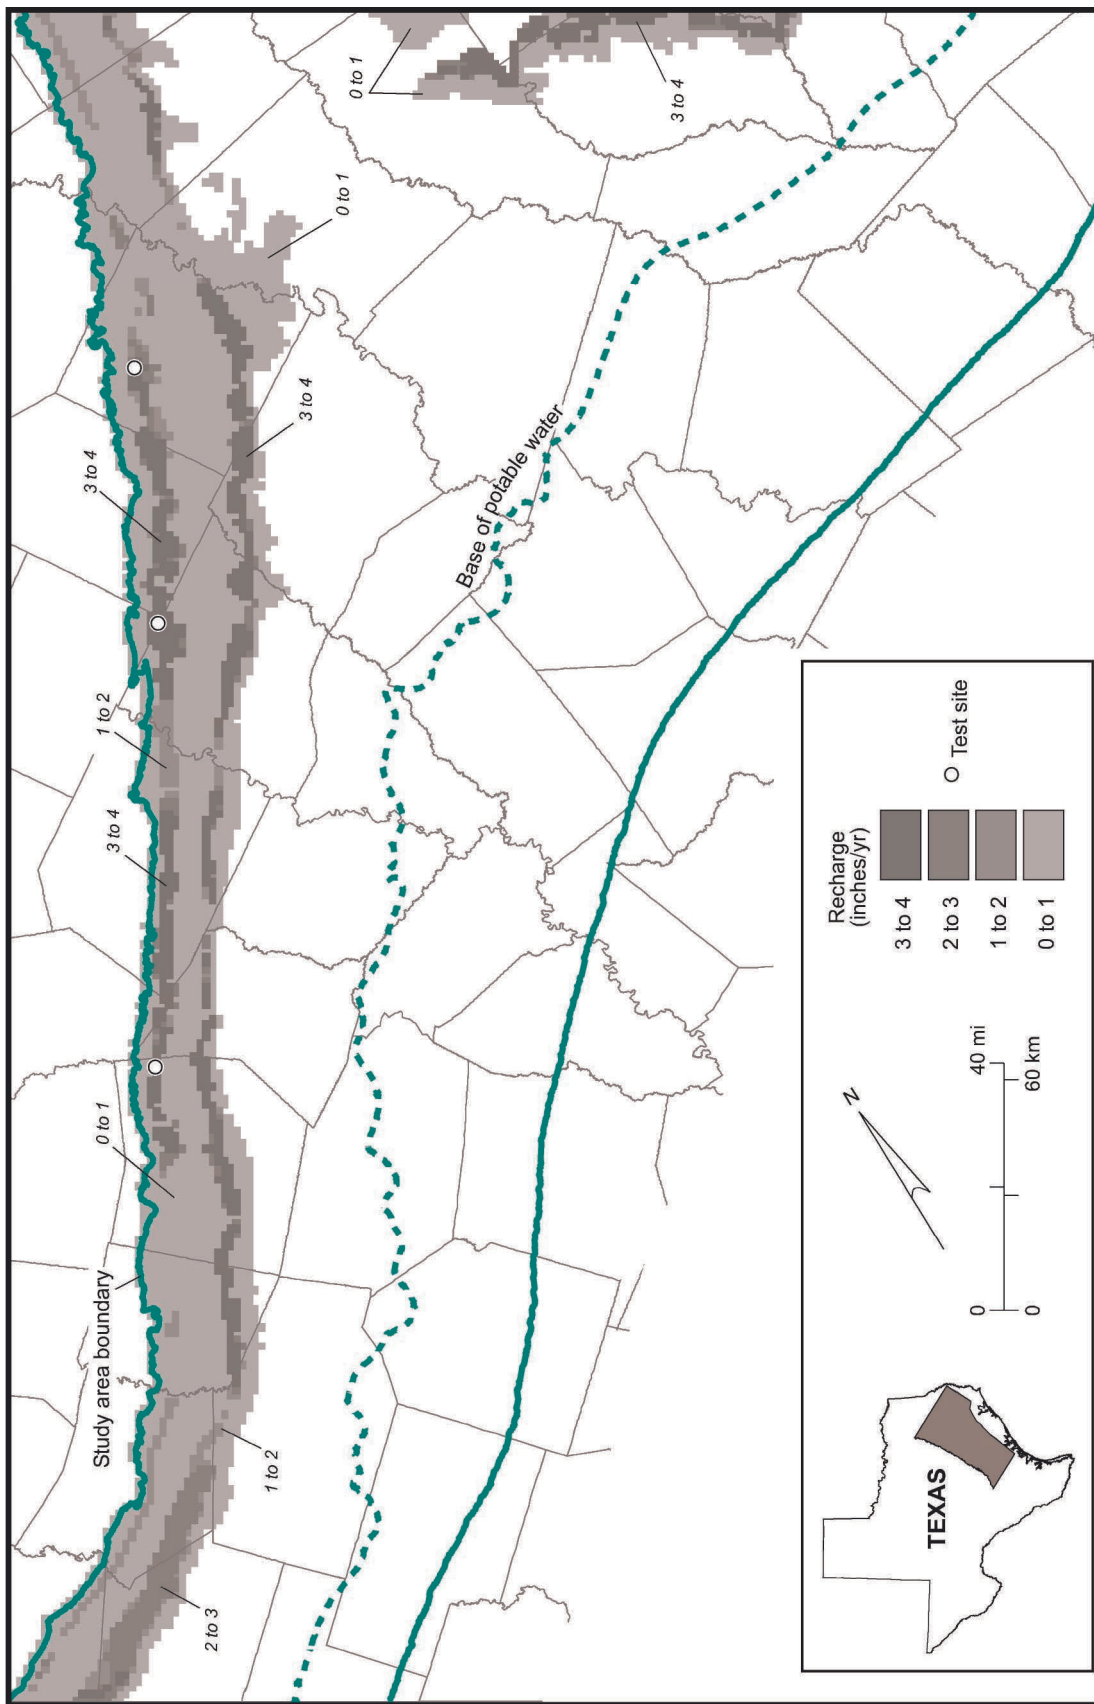 0 to 1
3 to 4
0 to 1
3 to 4
3 to 4
1 to 2
3 to 4
0 to 1
Study area boundary
1 to 2
2 to 3
Base of potable water
TEXAS
N
0
40 mi
0
60 km
Recharge
(inches/yr)
3 to 4
2 to 3
1 to 2
0 to 1
Test site